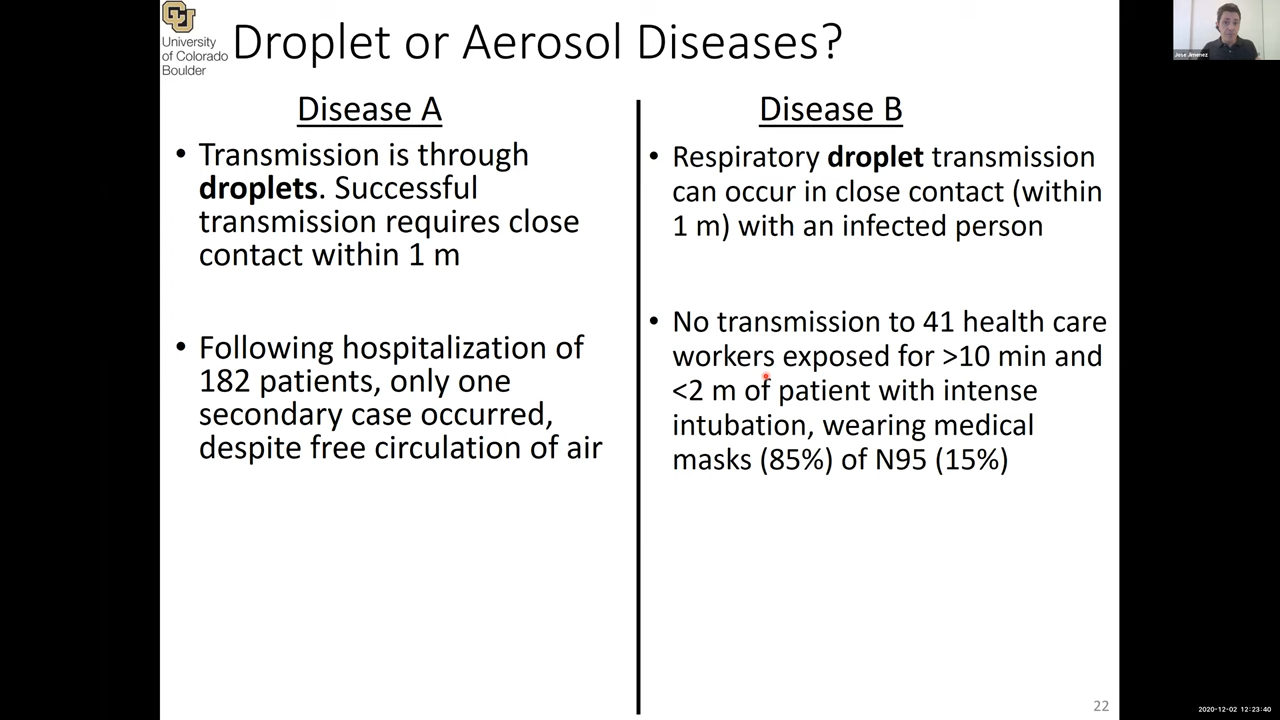 CU
University
of Colorado
Boulder
Droplet or Aerosol Diseases?
Disease A
• Transmission is through
droplets. Successful
transmission requires close
contact within 1 m
• Following hospitalization of
182 patients, only one
secondary case occurred,
despite free circulation of air
Disease B
• Respiratory droplet transmission
can occur in close contact (within
1 m) with an infected person
• No transmission to 41 health care
workers exposed for >10 min and
<2 m of patient with intense
intubation, wearing medical
masks (85%) of N95 (15%)
22
Jose Jimenez
2020-12-02 12:23:40